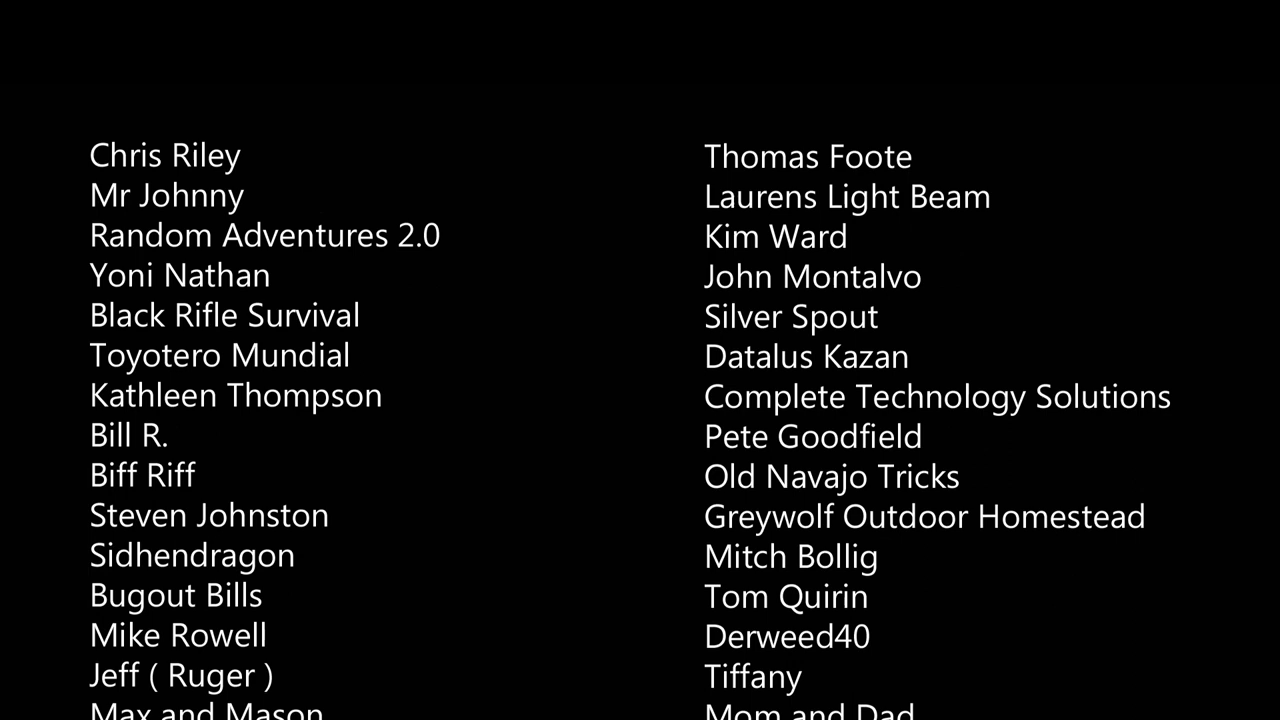 Chris Riley
Mr Johnny
Random Adventures 2.0
Yoni Nathan
Black Rifle Survival
Toyotero Mundial
Kathleen Thompson
Bill R.
Biff Riff
Steven Johnston
Sidhendragon
Bugout Bills
Mike Rowell
Jeff ( Ruger )
Max and Mason
Thomas Foote
Laurens Light Beam
Kim Ward
John Montalvo
Silver Spout
Datalus Kazan
Complete Technology Solutions
Pete Goodfield
Old Navajo Tricks
Greywolf Outdoor Homestead
Mitch Bollig
Tom Quirin
Derweed40
Tiffany
Mom and Dad